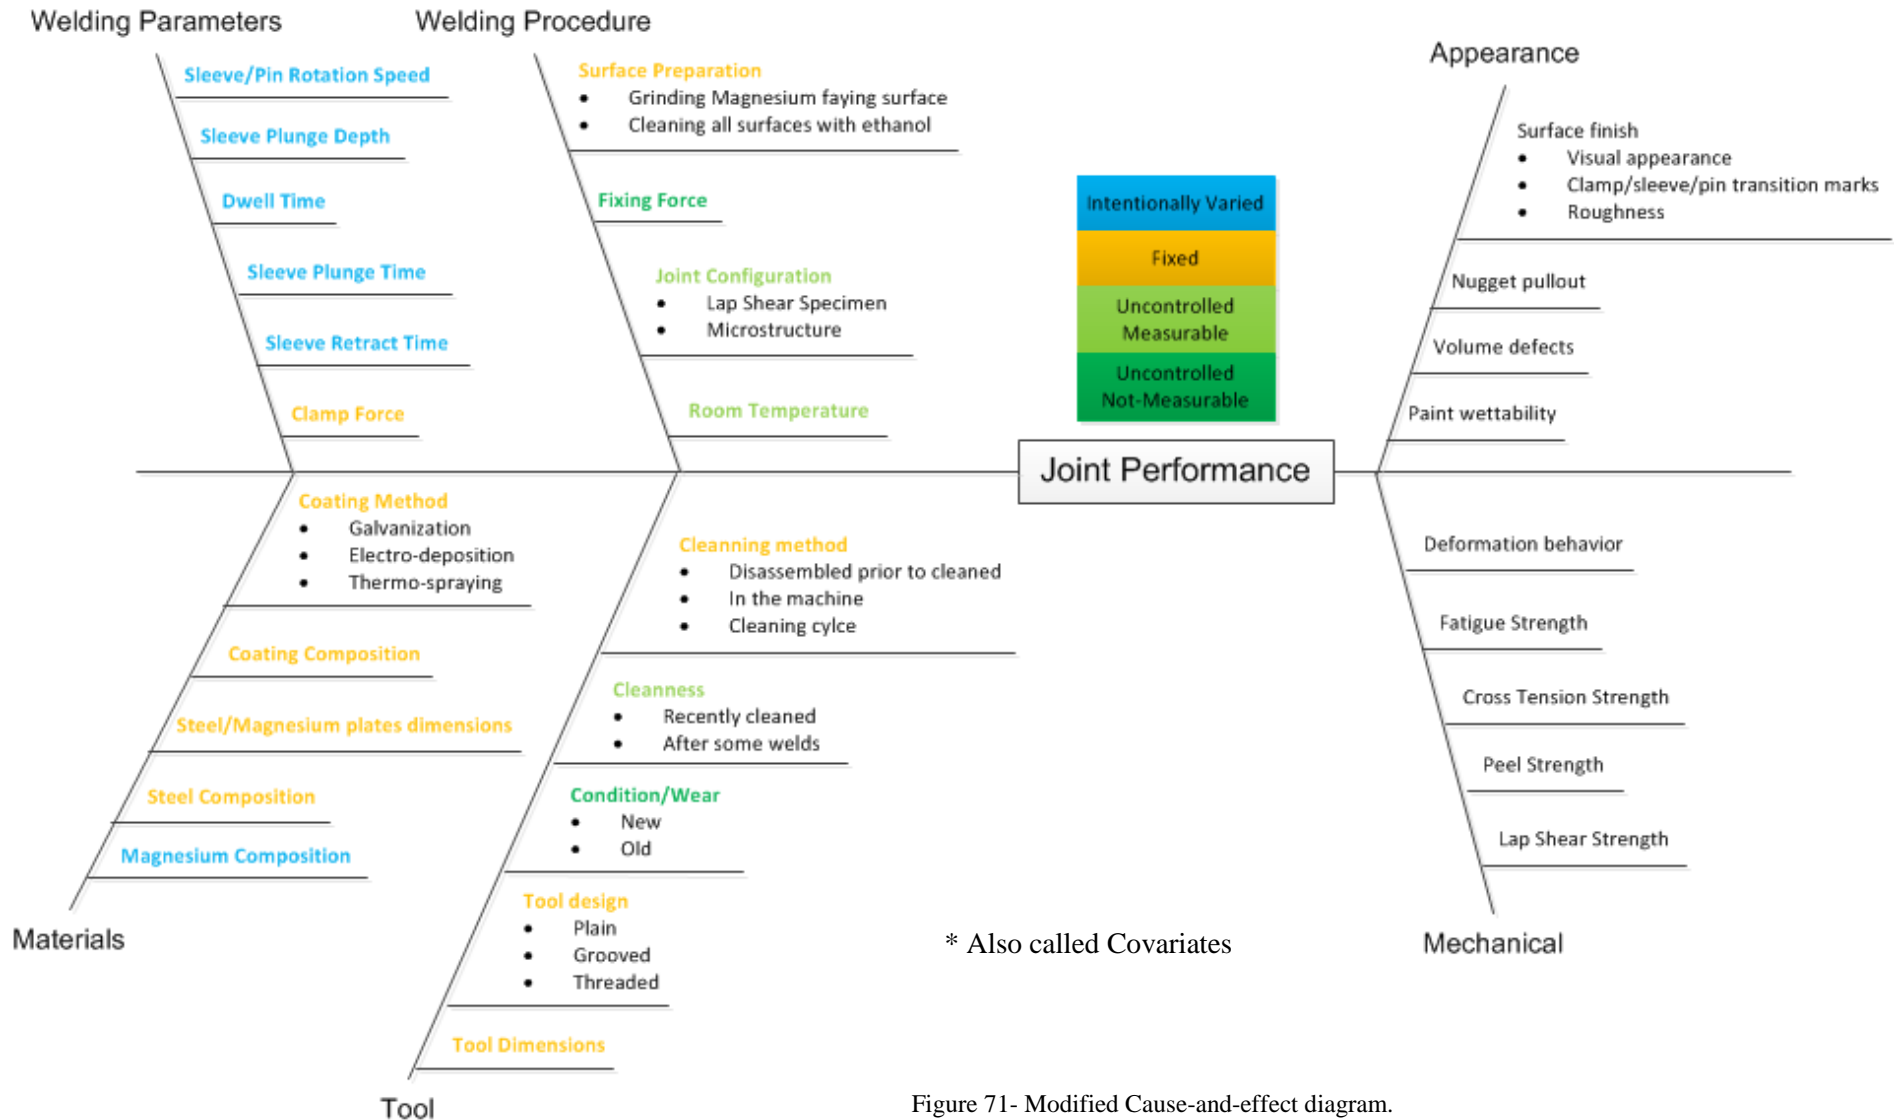 Welding Parameters
Sleeve/Pin Rotation Speed
Sleeve Plunge Depth
Dwell Time
Sleeve Plunge Time
Sleeve Retract Time
Clamp Force
Welding Procedure
Surface Preparation
• Grinding Magnesium faying surface
• Cleaning all surfaces with ethanol
Fixing Force
Joint Configuration
• Lap Shear Specimen
• Microstructure
Room Temperature
Intentionally Varied
Fixed
Uncontrolled
Measurable
Uncontrolled
Not-Measurable
Appearance
Surface finish
• Visual appearance
• Clamp/sleeve/pin transition marks
• Roughness
Nugget pullout
Volume defects
Paint wettability
Joint Performance
Coating Method
• Galvanization
• Electro-deposition
• Thermo-spraying
Coating Composition
Steel/Magnesium plates dimensions
Steel Composition
Magnesium Composition
Materials
Cleanning method
• Disassembled prior to cleaned
• In the machine
• Cleaning cylce
Cleanness
• Recently cleaned
• After some welds
Condition/Wear
• New
• Old
Tool design
• Plain
• Grooved
• Threaded
Tool Dimensions
Tool
Deformation behavior
Fatigue Strength
Cross Tension Strength
Peel Strength
Lap Shear Strength
Mechanical
* Also called Covariates
Figure 71- Modified Cause-and-effect diagram.